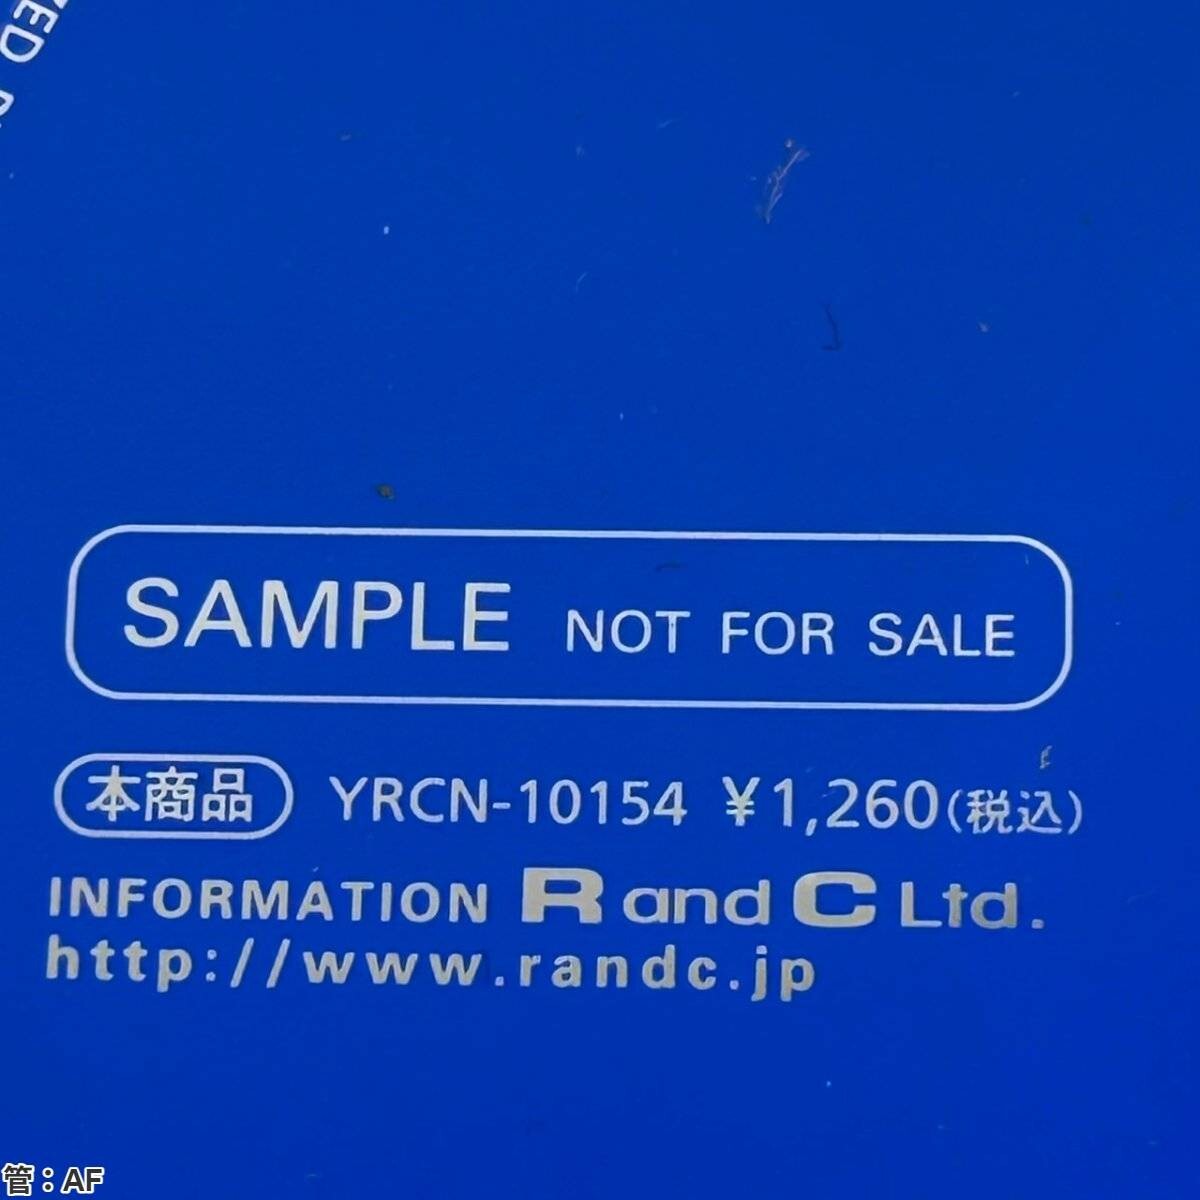 SAMPLE NOT FOR SALE
本商品 YRCN-10154 ¥1,260(税込)
INFORMATION R and C Ltd.
http://www.randc.jp
管：AF